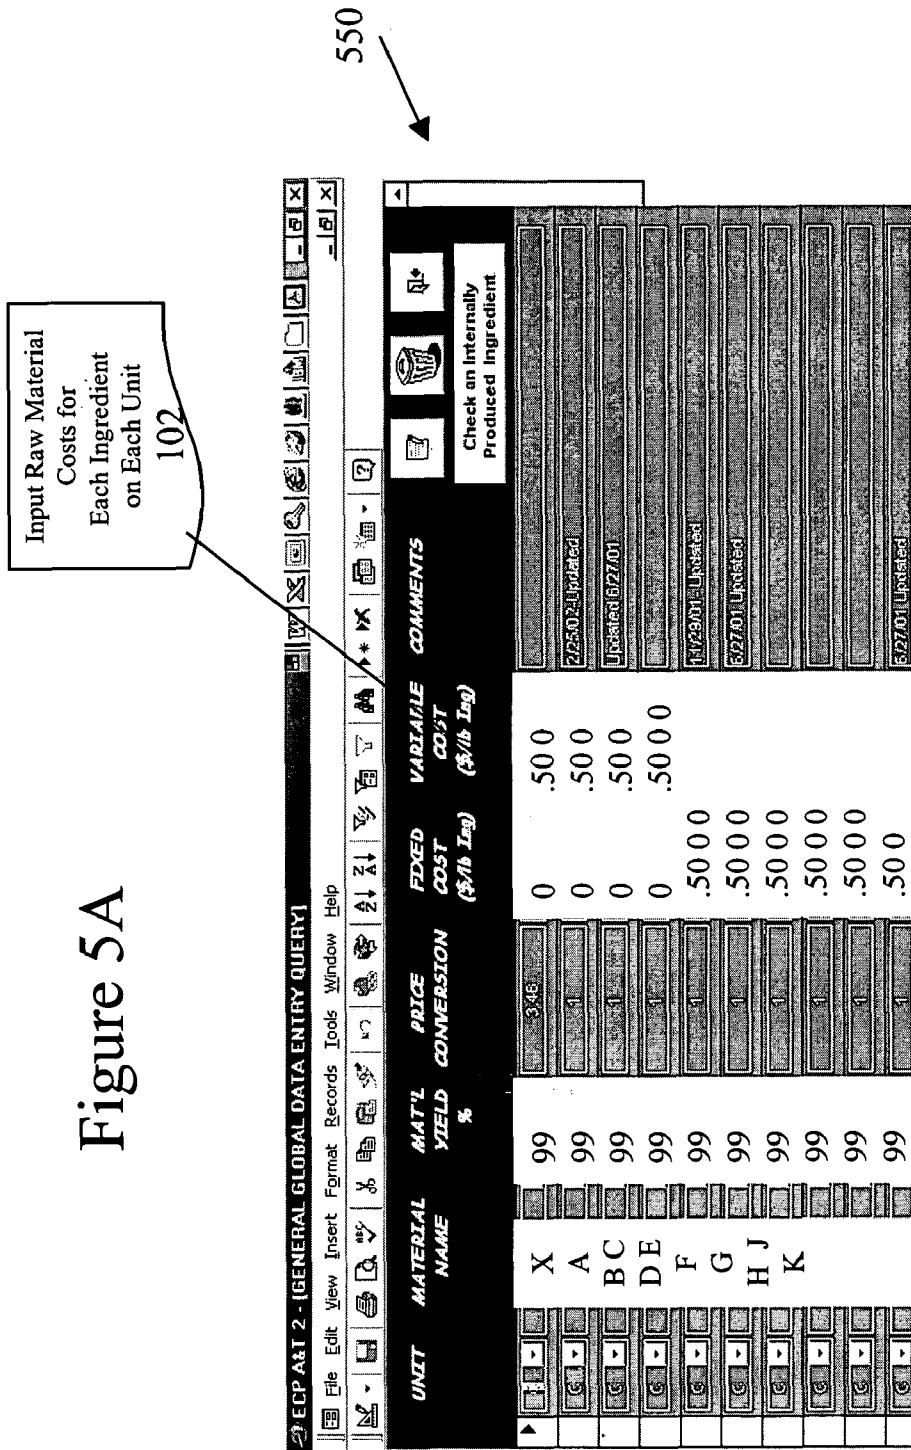 Figure 5A
Input Raw Material
Costs for
Each Ingredient
on Each Unit
102
550
ECP A&T 2 - [GENERAL GLOBAL DATA ENTRY QUERY]
File Edit View Insert Format Records Tools Window Help
UNIT MATERIAL NAME MAT'L YIELD % PRICE CONVERSION FIXED COST ($/lb Ing) VARIABLE COST ($/lb Ing) COMMENTS
Check an Internally
Produced Ingredient
X 99 3.46 0 .50 0
G A 99 1 0 .50 0 2/25/02-Updated
G B C 99 1 0 .50 0 Updated 6/27/01
G D E 99 1 0 .50 0 0
G F 99 1 .50 0 0 11/29/01- Updated
G G 99 1 .50 0 0 6/27/01 Updated
G H J 99 1 .50 0 0
G K 99 1 .50 0 0
G 99 1 .50 0 0
G 99 1 .50 0 6/27/01 Updated